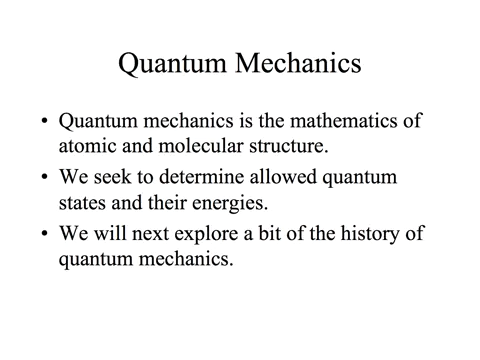 Quantum Mechanics
• Quantum mechanics is the mathematics of
atomic and molecular structure.
• We seek to determine allowed quantum
states and their energies.
• We will next explore a bit of the history of
quantum mechanics.